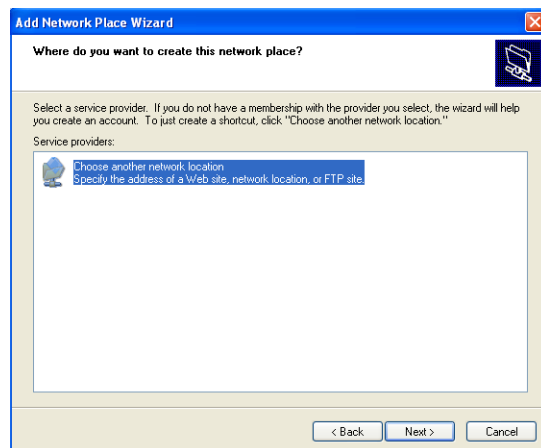 Add Network Place Wizard
Where do you want to create this network place?
Select a service provider. If you do not have a membership with the provider you select, the wizard will help
you create an account. To just create a shortcut, click "Choose another network location."
Service providers:
Choose another network location
Specify the address of a Web site, network location, or FTP site.
< Back Next > Cancel